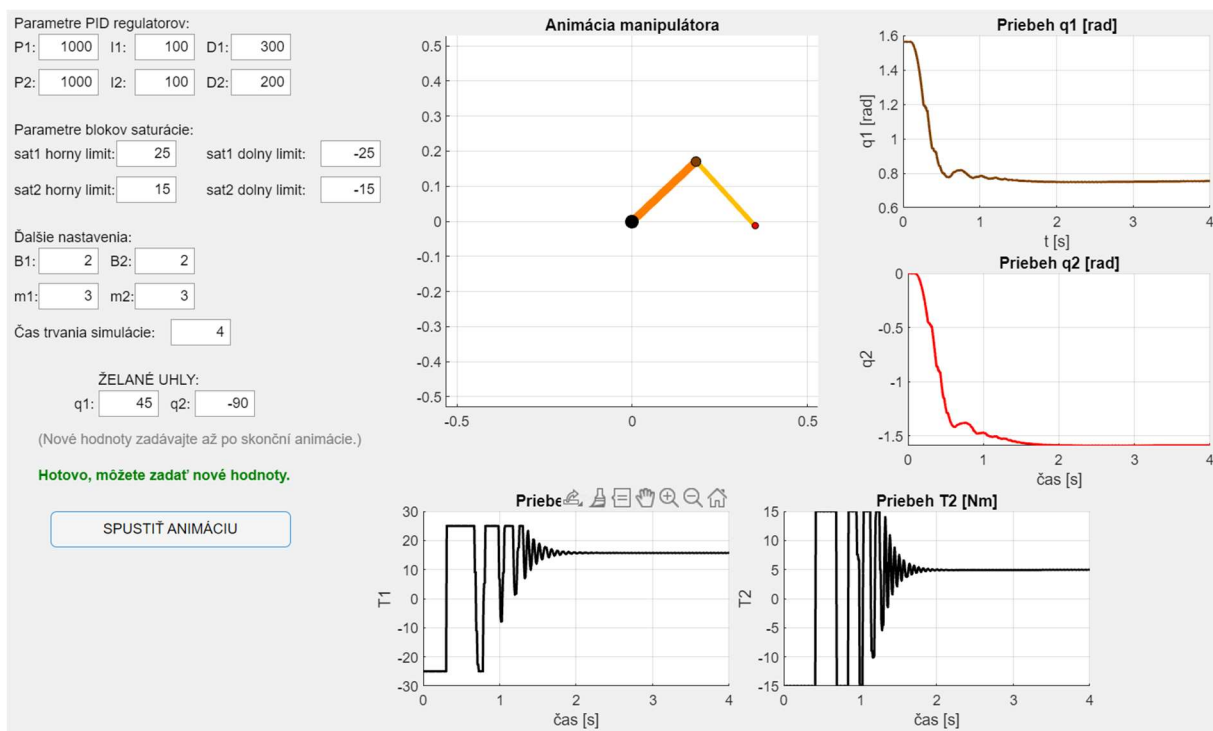 Parametre PID regulatorov:
P1: 1000 I1: 100 D1: 300
P2: 1000 I2: 100 D2: 200
Parametre blokov saturácie:
sat1 horny limit: 25 sat1 dolny limit: -25
sat2 horny limit: 15 sat2 dolny limit: -15
Ďalšie nastavenia:
B1: 2 B2: 2
m1: 3 m2: 3
Čas trvania simulácie: 4
ŽELANÉ UHLY:
q1: 45 q2: -90
(Nové hodnoty zadávajte až po skonční animácie.)
Hotovo, môžete zadať nové hodnoty.
SPUSTIŤ ANIMÁCIU
Animácia manipulátora
0.5
0.4
0.3
0.2
0.1
0
-0.1
-0.2
-0.3
-0.4
-0.5
-0.5 0 0.5
Priebeh q1 [rad]
q1 [rad]
1.6
1.4
1.2
1
0.8
0.6
0 1 2 3 4
t [s]
Priebeh q2 [rad]
q2
0
-0.5
-1
-1.5
0 1 2 3 4
čas [s]
Priebe
T1
30
20
10
0
-10
-20
-30
0 1 2 3 4
čas [s]
Priebeh T2 [Nm]
T2
15
10
5
0
-5
-10
-15
0 1 2 3 4
čas [s]